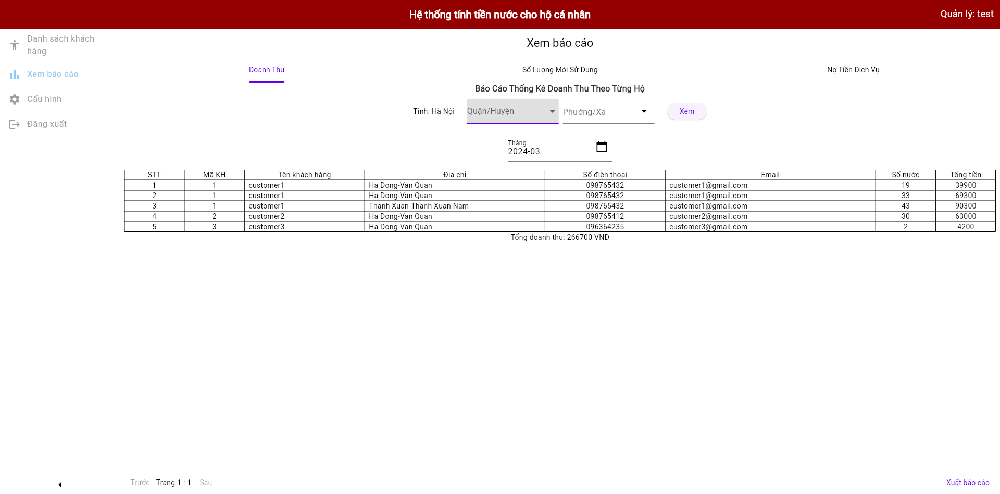 Hệ thống tính tiền nước cho hộ cá nhân
Quản lý: test
Danh sách khách
hàng
Xem báo cáo
Cấu hình
Đăng xuất
Xem báo cáo
Doanh Thu Số Lượng Mới Sử Dụng Nợ Tiền Dịch Vụ
Báo Cáo Thống Kê Doanh Thu Theo Từng Hộ
Tỉnh: Hà Nội Quận/Huyện Phường/Xã Xem
Tháng
2024-03
STT Mã KH Tên khách hàng Địa chỉ Số điện thoại Email Số nước Tổng tiền
1 1 customer1 Ha Dong-Van Quan 098765432 customer1@gmail.com 19 39900
2 1 customer1 Ha Dong-Van Quan 098765432 customer1@gmail.com 33 69300
3 1 customer1 Thanh Xuan-Thanh Xuan Nam 098765432 customer1@gmail.com 43 90300
4 2 customer2 Ha Dong-Van Quan 098765412 customer2@gmail.com 30 63000
5 3 customer3 Ha Dong-Van Quan 096364235 customer3@gmail.com 2 4200
Tổng doanh thu: 266700 VNĐ
Trước Trang 1 : 1 Sau
Xuất báo cáo